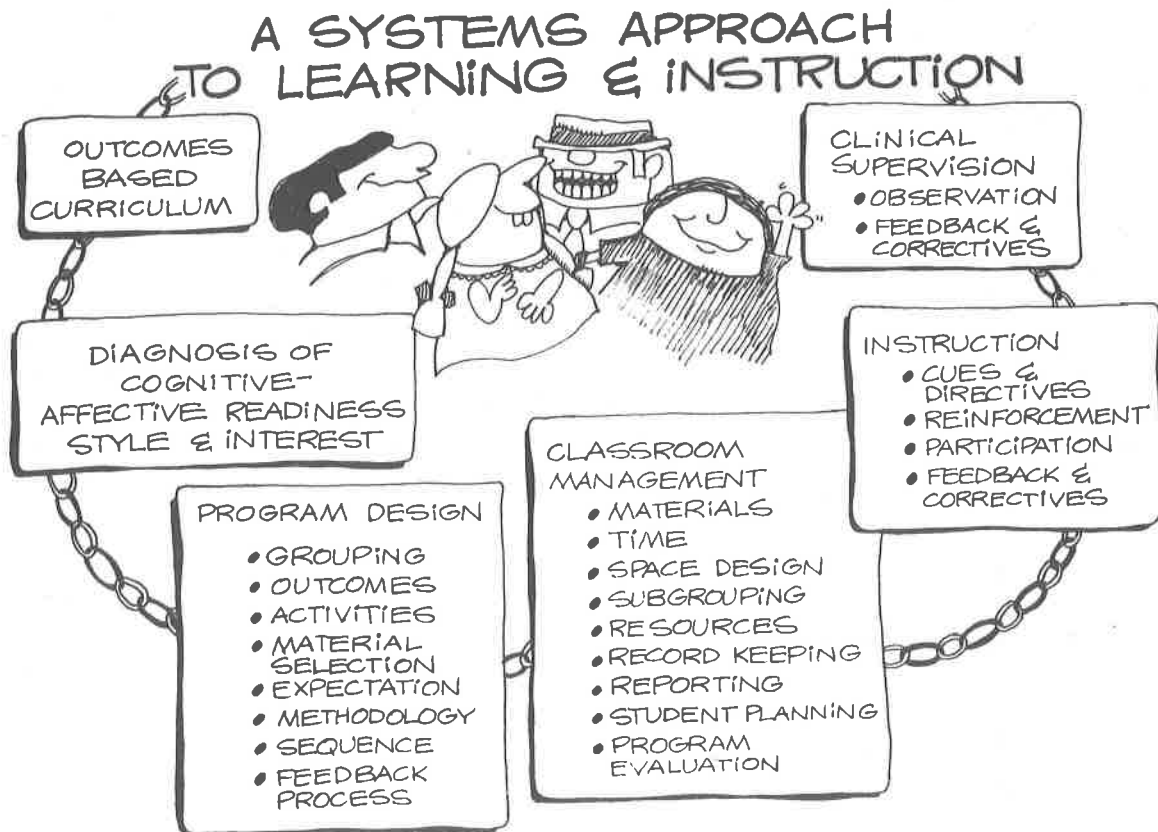 A SYSTEMS APPROACH
TO LEARNING & INSTRUCTION
OUTCOMES
BASED
CURRICULUM
DIAGNOSIS OF
COGNITIVE-
AFFECTIVE READINESS
STYLE & INTEREST
PROGRAM DESIGN
• GROUPING
• OUTCOMES
• ACTIVITIES
• MATERIAL
SELECTION
• EXPECTATION
• METHODOLOGY
• SEQUENCE
• FEEDBACK
PROCESS
CLASSROOM
MANAGEMENT
• MATERIALS
• TIME
• SPACE DESIGN
• SUBGROUPING
• RESOURCES
• RECORD KEEPING
• REPORTING
• STUDENT PLANNING
• PROGRAM
EVALUATION
INSTRUCTION
• CUES &
DIRECTIVES
• REINFORCEMENT
• PARTICIPATION
• FEEDBACK &
CORRECTIVES
CLINICAL
SUPERVISION
• OBSERVATION
• FEEDBACK &
CORRECTIVES